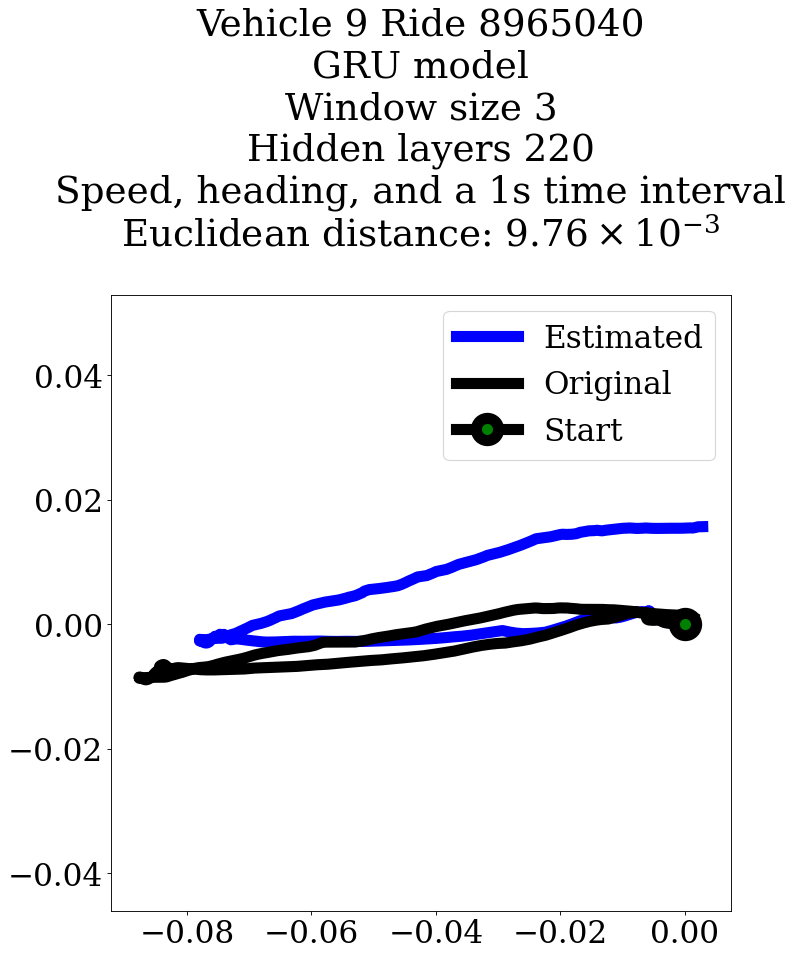 Vehicle 9 Ride 8965040
GRU model
Window size 3
Hidden layers 220
Speed, heading, and a 1s time interval
Euclidean distance: 9.76 × 10⁻³
Estimated
Original
Start
0.04
0.02
0.00
−0.02
−0.04
−0.08 −0.06 −0.04 −0.02 0.00